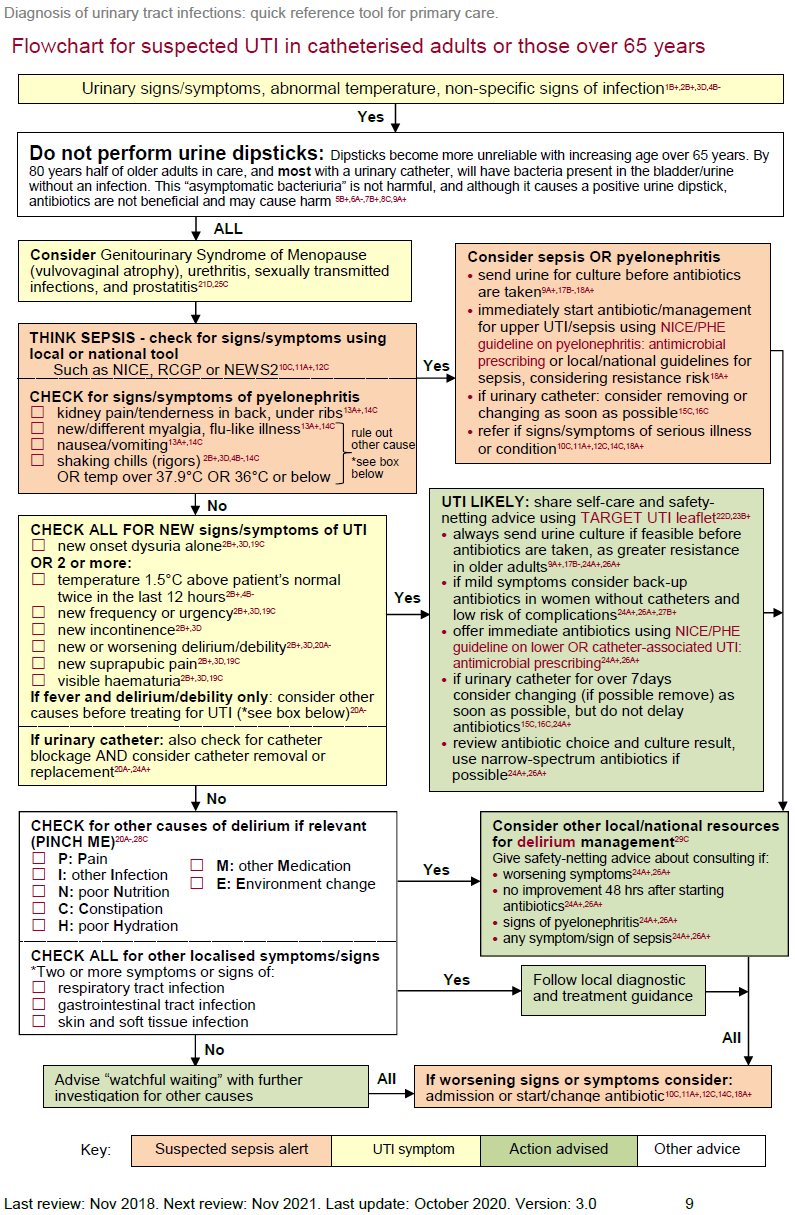 Diagnosis of urinary tract infections: quick reference tool for primary care.
Flowchart for suspected UTI in catheterised adults or those over 65 years
Urinary signs/symptoms, abnormal temperature, non-specific signs of infection1B+,2B+,3D,4B-
Yes
Do not perform urine dipsticks: Dipsticks become more unreliable with increasing age over 65 years. By
80 years half of older adults in care, and most with a urinary catheter, will have bacteria present in the bladder/urine
without an infection. This “asymptomatic bacteriuria” is not harmful, and although it causes a positive urine dipstick,
antibiotics are not beneficial and may cause harm 5B+,6A-,7B+,8C,9A+
ALL
Consider Genitourinary Syndrome of Menopause
(vulvovaginal atrophy), urethritis, sexually transmitted
infections, and prostatitis21D,25C
THINK SEPSIS - check for signs/symptoms using
local or national tool
Such as NICE, RCGP or NEWS210C,11A+,12C
CHECK for signs/symptoms of pyelonephritis
☐ kidney pain/tenderness in back, under ribs13A+,14C
☐ new/different myalgia, flu-like illness13A+,14C
☐ nausea/vomiting13A+,14C
☐ shaking chills (rigors) 2B+,3D,4B-,14C
OR temp over 37.9°C OR 36°C or below
rule out
other cause
*see box
below
Yes
Consider sepsis OR pyelonephritis
• send urine for culture before antibiotics
are taken9A+,17B-,18A+
• immediately start antibiotic/management
for upper UTI/sepsis using NICE/PHE
guideline on pyelonephritis: antimicrobial
prescribing or local/national guidelines for
sepsis, considering resistance risk18A+
• if urinary catheter: consider removing or
changing as soon as possible15C,16C
• refer if signs/symptoms of serious illness
or condition10C,11A+,12C,14C,18A+
No
CHECK ALL FOR NEW signs/symptoms of UTI
☐ new onset dysuria alone2B+,3D,19C
OR 2 or more:
☐ temperature 1.5°C above patient’s normal
twice in the last 12 hours2B+,4B-
☐ new frequency or urgency2B+,3D,19C
☐ new incontinence2B+,3D
☐ new or worsening delirium/debility2B+,3D,20A-
☐ new suprapubic pain2B+,3D,19C
☐ visible haematuria2B+,3D,19C
If fever and delirium/debility only: consider other
causes before treating for UTI (*see box below)20A-
If urinary catheter: also check for catheter
blockage AND consider catheter removal or
replacement20A-,24A+
Yes
UTI LIKELY: share self-care and safety-
netting advice using TARGET UTI leaflet22D,23B+
• always send urine culture if feasible before
antibiotics are taken, as greater resistance
in older adults9A+,17B-,24A+,26A+
• if mild symptoms consider back-up
antibiotics in women without catheters and
low risk of complications24A+,26A+,27B+
• offer immediate antibiotics using NICE/PHE
guideline on lower OR catheter-associated UTI:
antimicrobial prescribing24A+,26A+
• if urinary catheter for over 7days
consider changing (if possible remove) as
soon as possible, but do not delay
antibiotics15C,16C,24A+
• review antibiotic choice and culture result,
use narrow-spectrum antibiotics if
possible24A+,26A+
No
CHECK for other causes of delirium if relevant
(PINCH ME)20A-,28C
☐ P: Pain
☐ I: other Infection
☐ N: poor Nutrition
☐ C: Constipation
☐ H: poor Hydration
☐ M: other Medication
☐ E: Environment change
Yes
Consider other local/national resources
for delirium management29C
Give safety-netting advice about consulting if:
• worsening symptoms24A+,26A+
• no improvement 48 hrs after starting
antibiotics24A+,26A+
• signs of pyelonephritis24A+,26A+
• any symptom/sign of sepsis24A+,26A+
CHECK ALL for other localised symptoms/signs
*Two or more symptoms or signs of:
☐ respiratory tract infection
☐ gastrointestinal tract infection
☐ skin and soft tissue infection
Yes
Follow local diagnostic
and treatment guidance
All
No
Advise “watchful waiting” with further
investigation for other causes
All
If worsening signs or symptoms consider:
admission or start/change antibiotic10C,11A+,12C,14C,18A+
Key:
Suspected sepsis alert
UTI symptom
Action advised
Other advice
Last review: Nov 2018. Next review: Nov 2021. Last update: October 2020. Version: 3.0
9